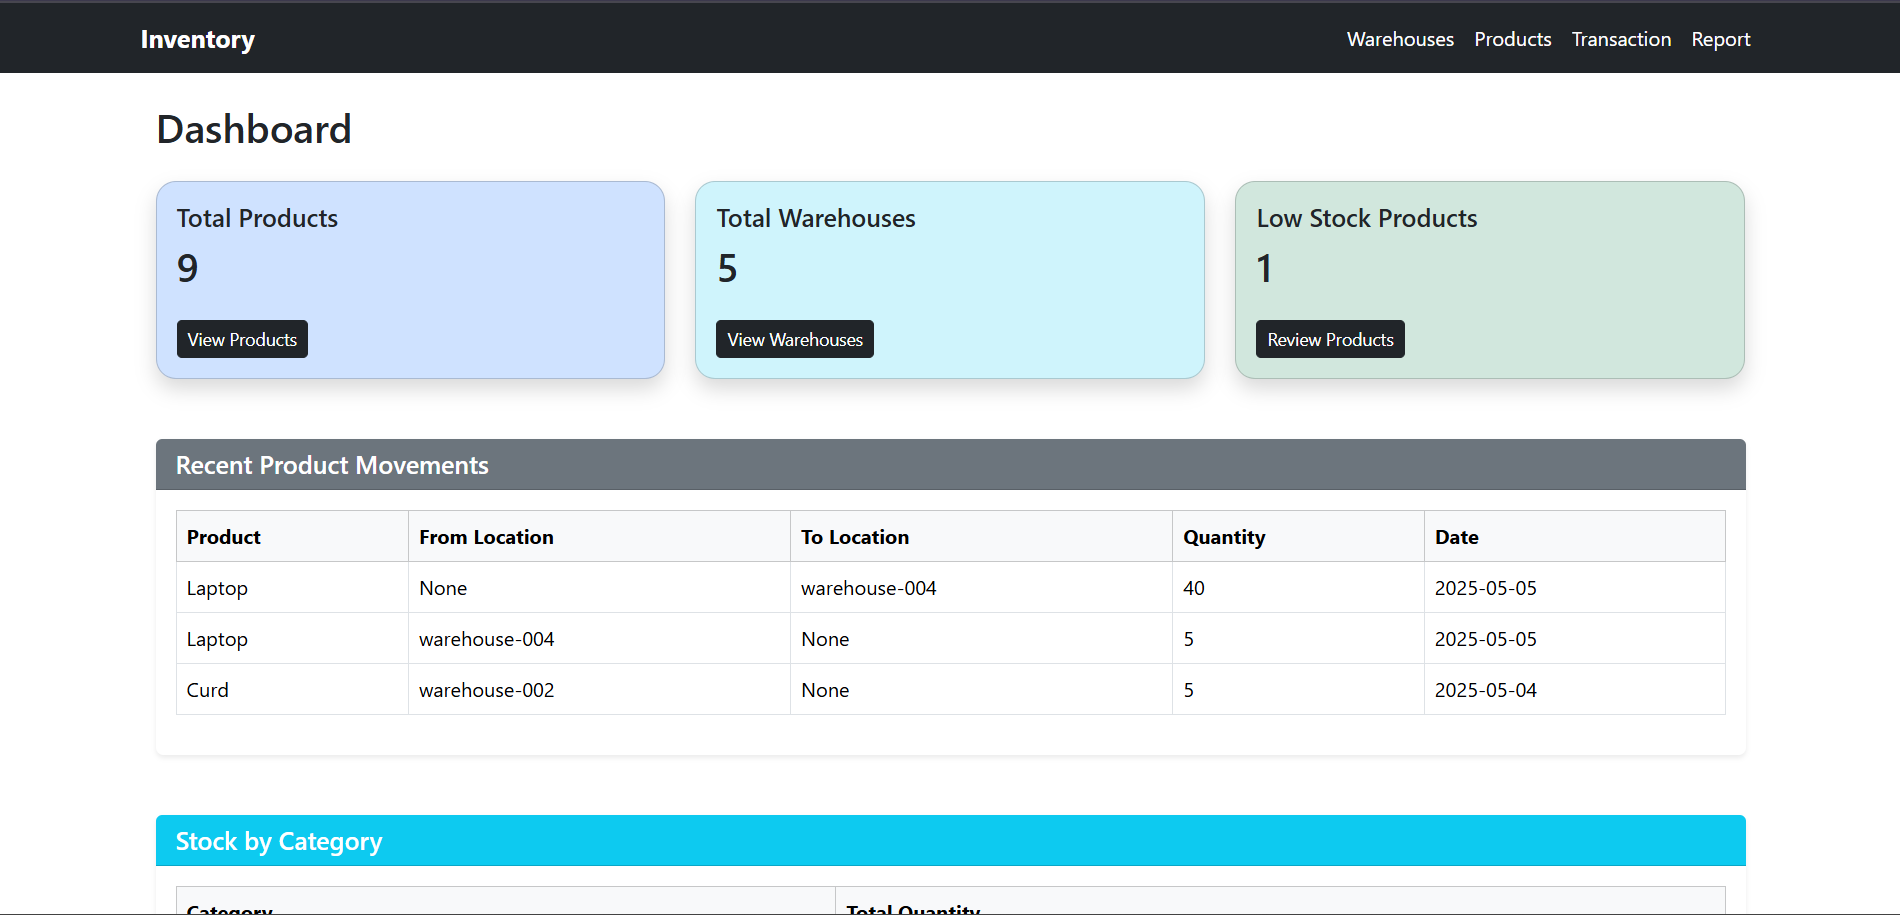 Inventory Warehouses Products Transaction Report
Dashboard
Total Products Total Warehouses Low Stock Products
9 5 1
View Products View Warehouses Review Products
Recent Product Movements
Product From Location To Location Quantity Date
Laptop None warehouse-004 40 2025-05-05
Laptop warehouse-004 None 5 2025-05-05
Curd warehouse-002 None 5 2025-05-04
Stock by Category
Category Total Quantity